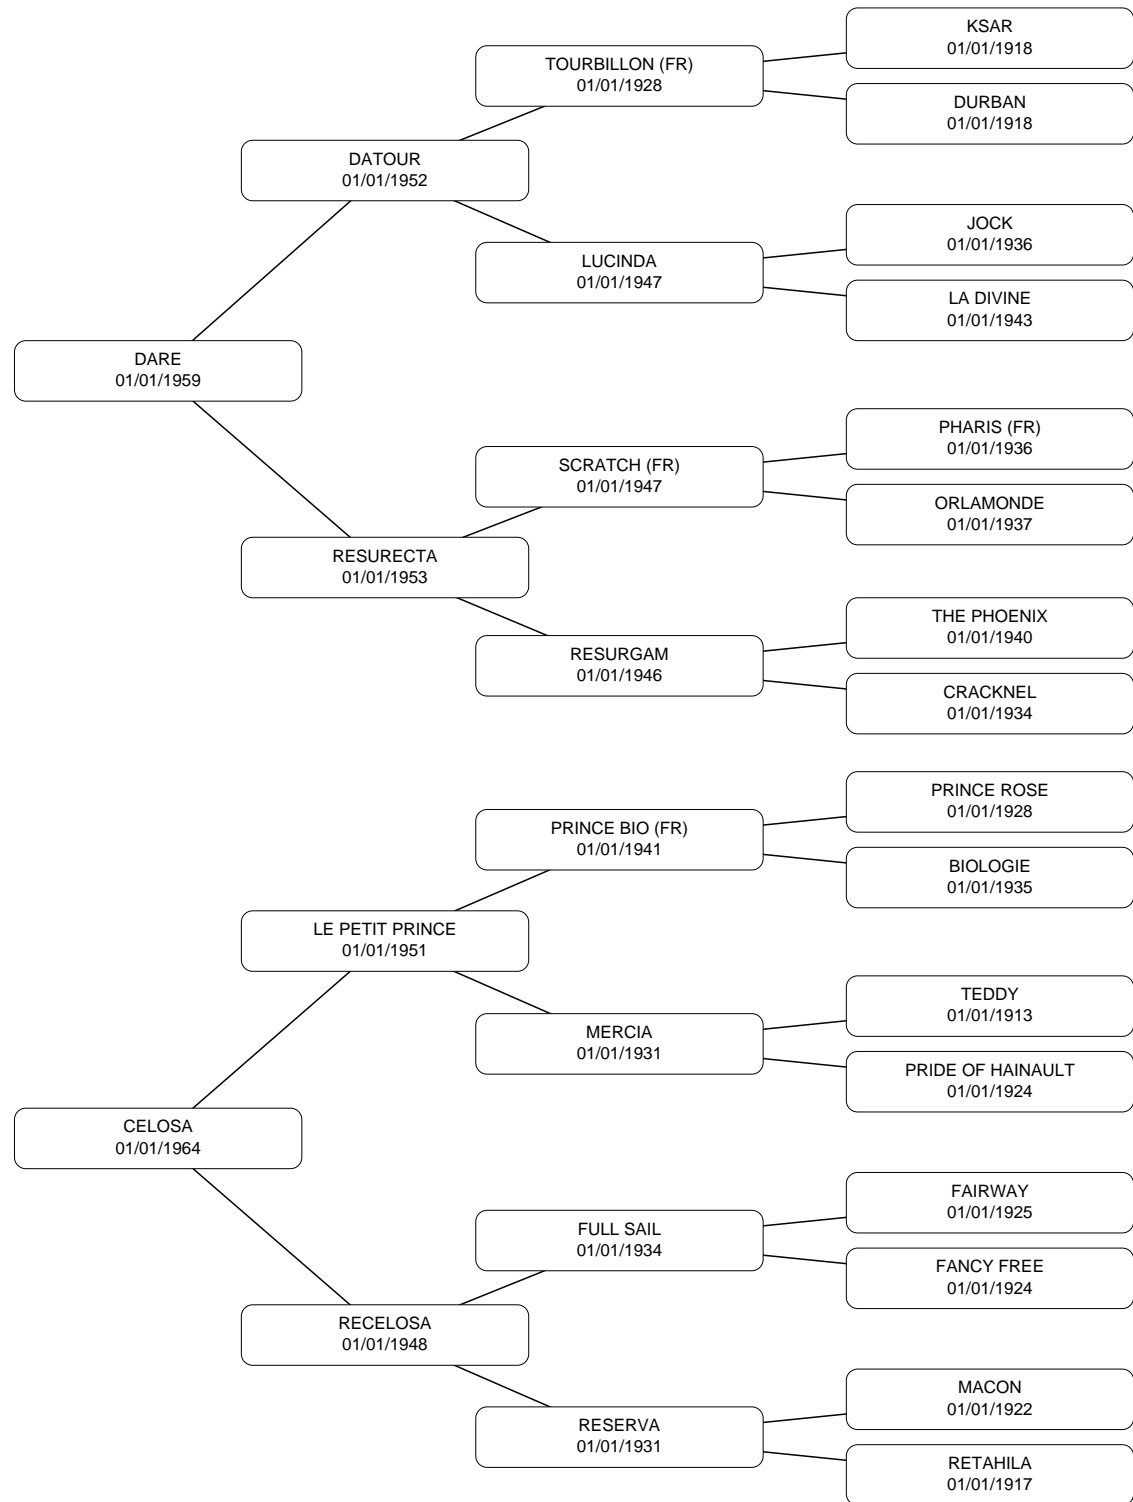 KSAR
01/01/1918
TOURBILLON (FR)
01/01/1928
DURBAN
01/01/1918
DATOUR
01/01/1952
JOCK
01/01/1936
LUCINDA
01/01/1947
LA DIVINE
01/01/1943
DARE
01/01/1959
PHARIS (FR)
01/01/1936
SCRATCH (FR)
01/01/1947
ORLAMONDE
01/01/1937
RESURECTA
01/01/1953
THE PHOENIX
01/01/1940
RESURGAM
01/01/1946
CRACKNEL
01/01/1934
PRINCE ROSE
01/01/1928
PRINCE BIO (FR)
01/01/1941
BIOLOGIE
01/01/1935
LE PETIT PRINCE
01/01/1951
TEDDY
01/01/1913
MERCIA
01/01/1931
PRIDE OF HAINAULT
01/01/1924
CELOSA
01/01/1964
FAIRWAY
01/01/1925
FULL SAIL
01/01/1934
FANCY FREE
01/01/1924
RECELOSA
01/01/1948
MACON
01/01/1922
RESERVA
01/01/1931
RETAHILA
01/01/1917